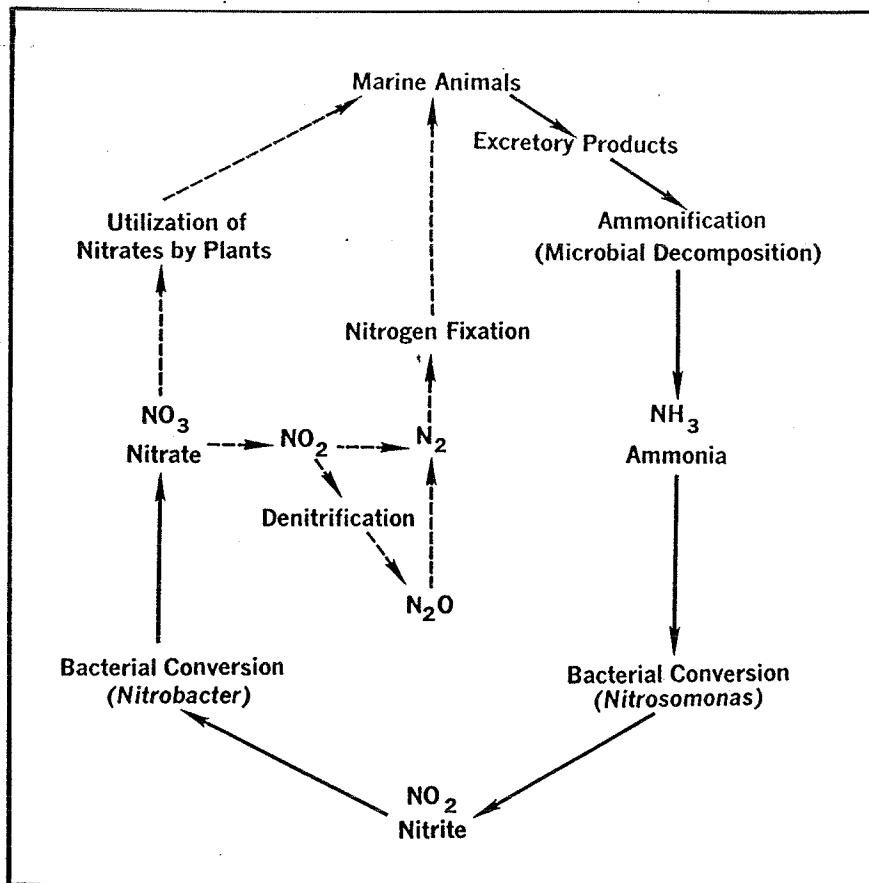 Marine Animals
Excretory Products
Utilization of
Nitrates by Plants
Ammonification
(Microbial Decomposition)
Nitrogen Fixation
NO3
Nitrate
NO2
N2
NH3
Ammonia
Denitrification
N2O
Bacterial Conversion
(Nitrobacter)
Bacterial Conversion
(Nitrosomonas)
NO2
Nitrite